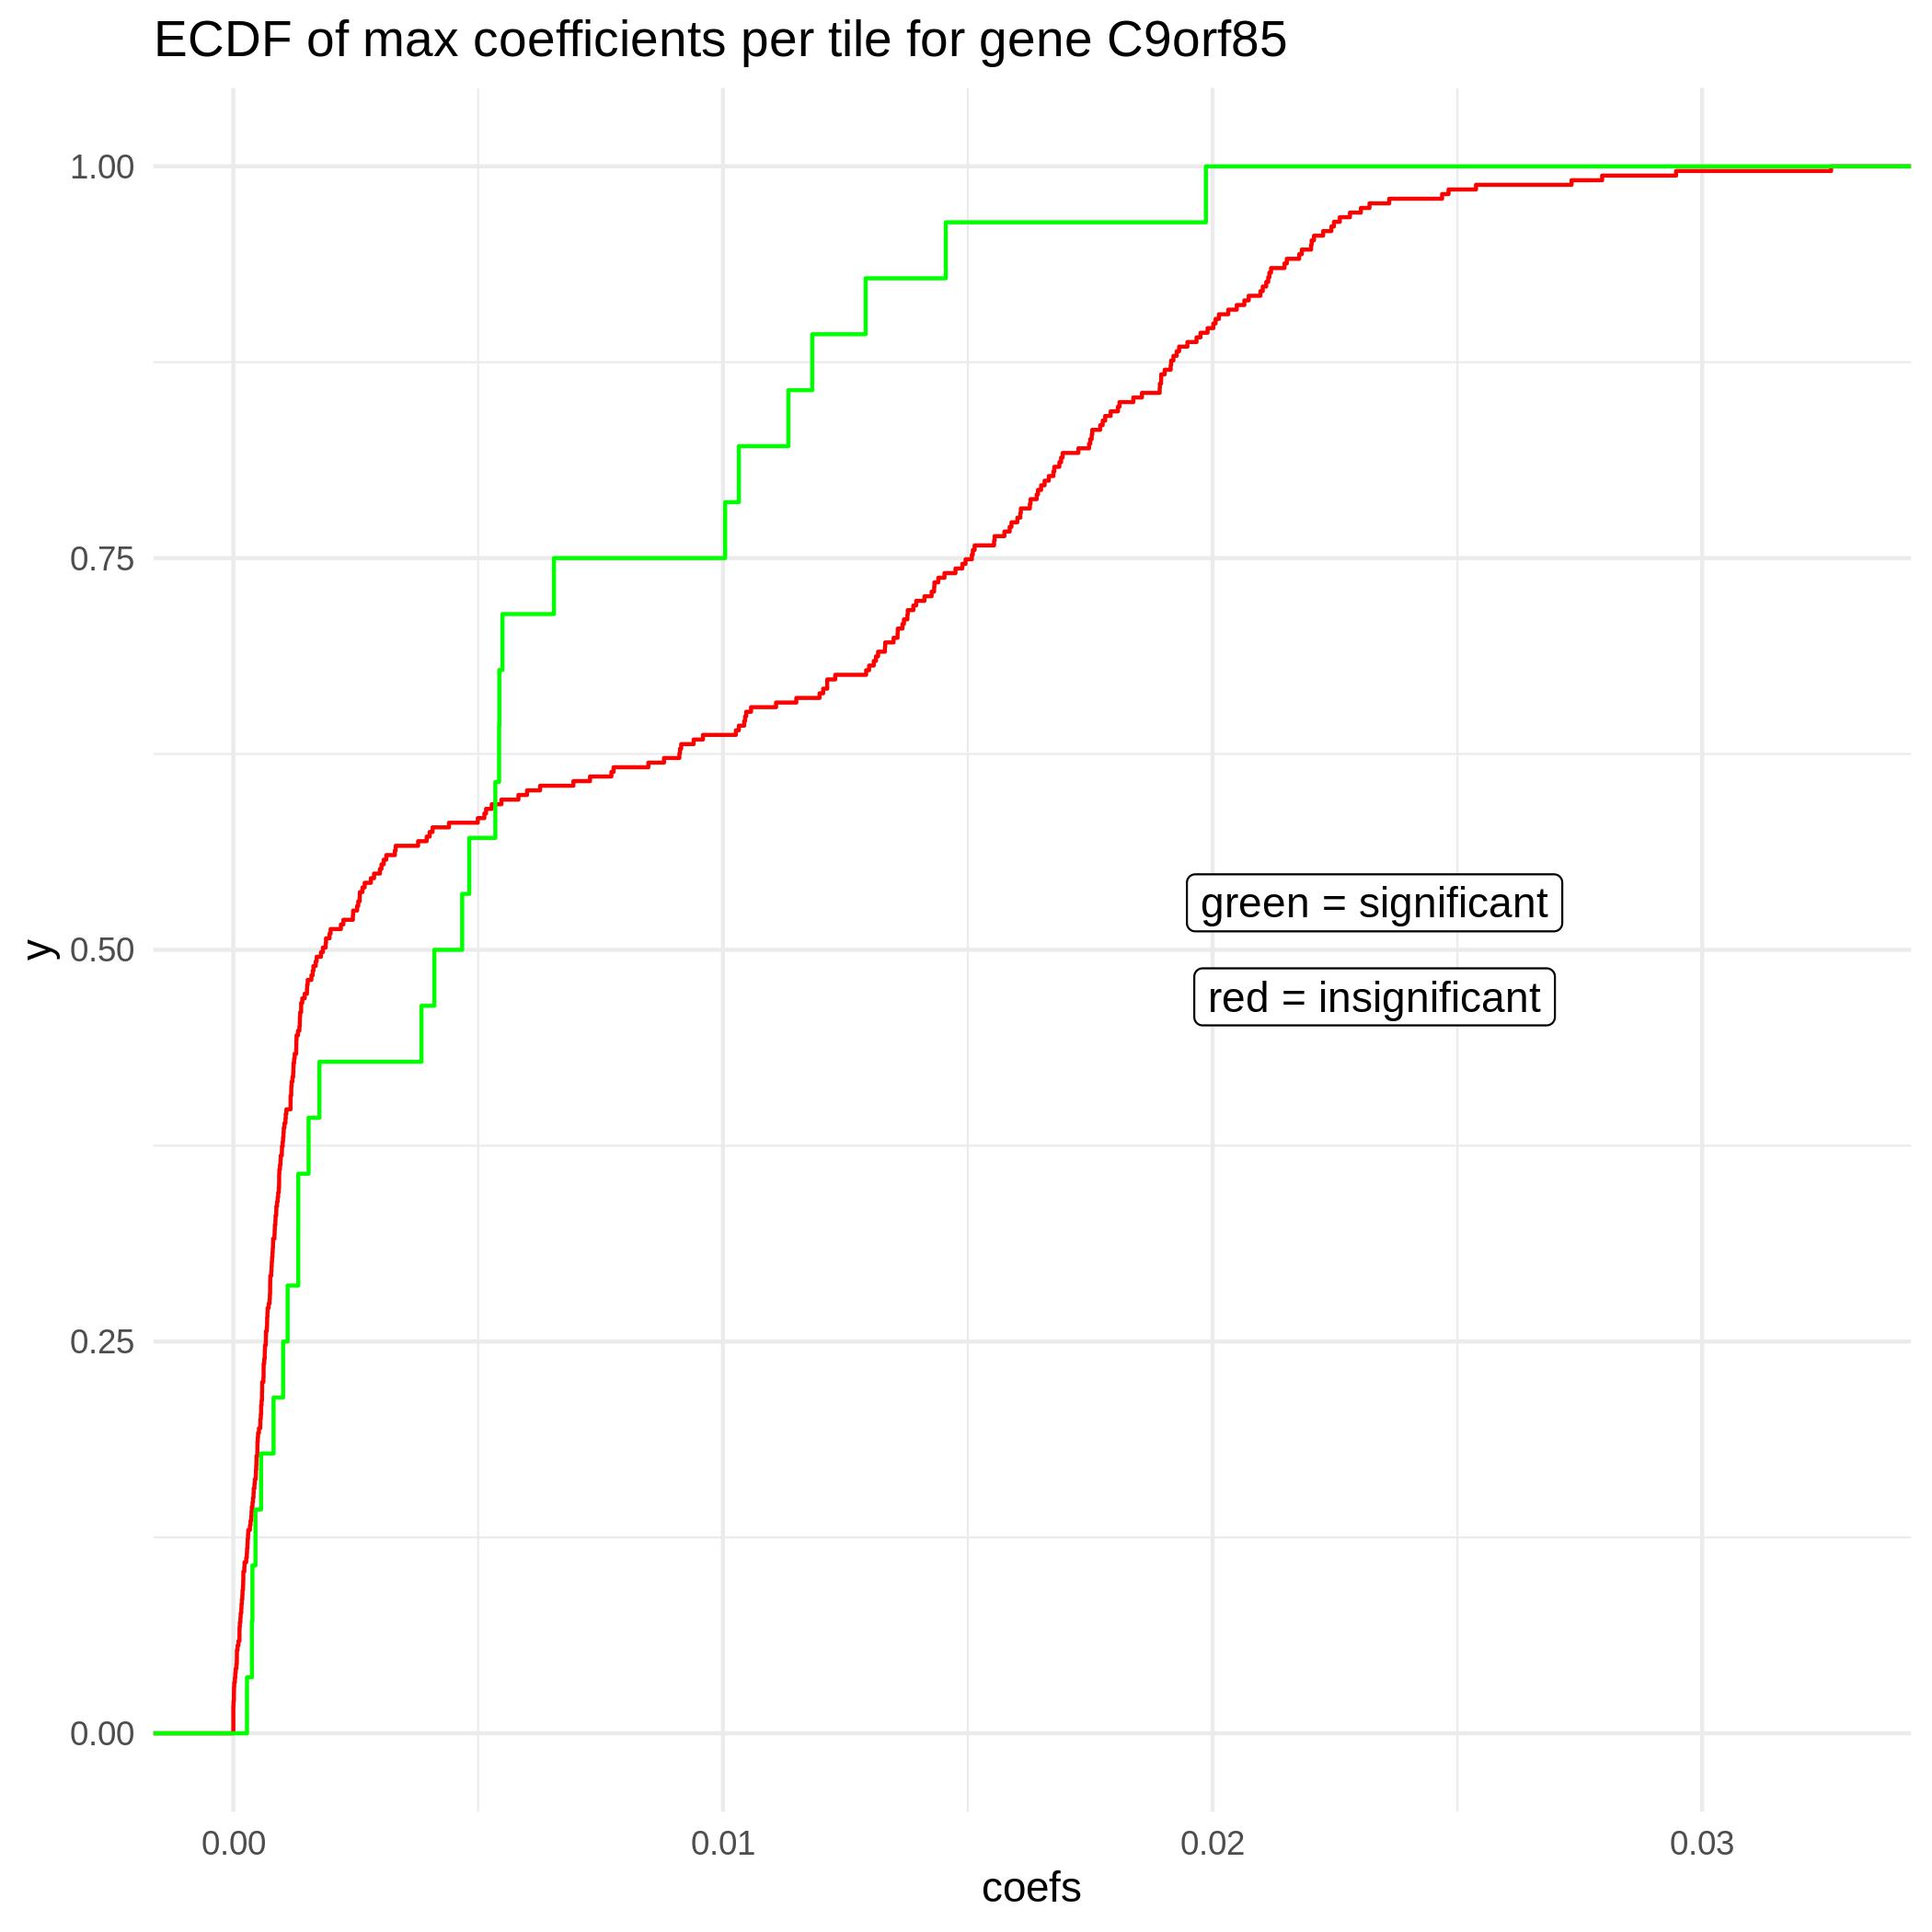 ECDF of max coefficients per tile for gene C9orf85
1.00
0.75
0.50
0.25
0.00
y
green = significant
red = insignificant
0.00 0.01 0.02 0.03
coefs